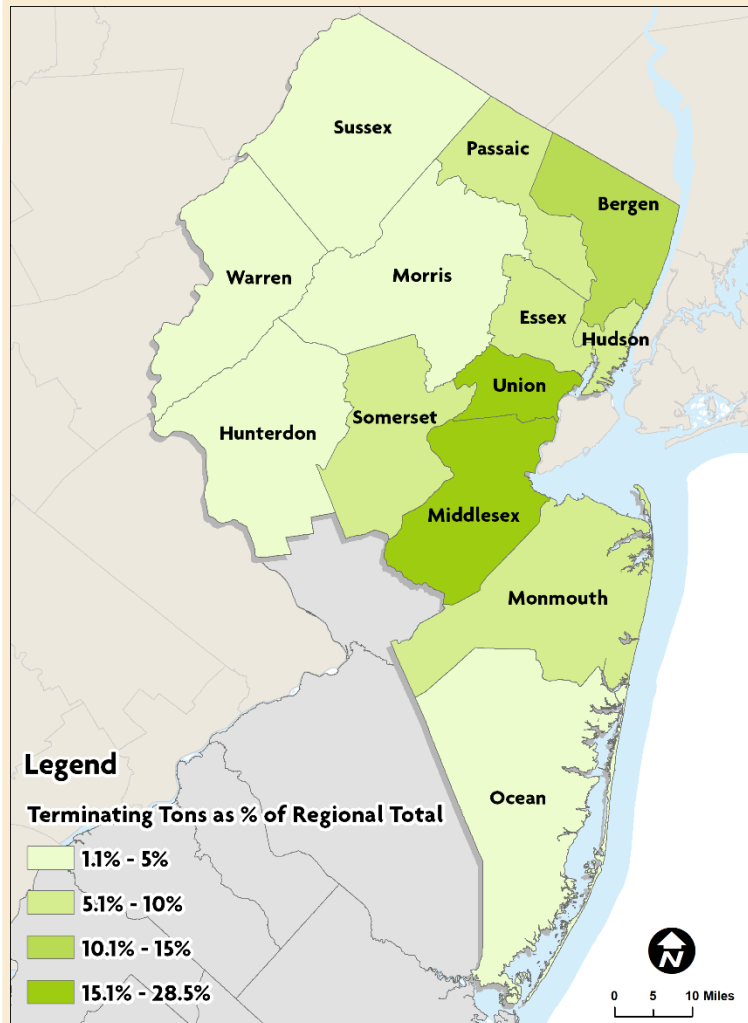 Sussex
Passaic
Bergen
Warren
Morris
Essex
Hudson
Union
Somerset
Hunterdon
Middlesex
Monmouth
Ocean
Legend
Terminating Tons as % of Regional Total
1.1% - 5%
5.1% - 10%
10.1% - 15%
15.1% - 28.5%
N
0 5 10 Miles